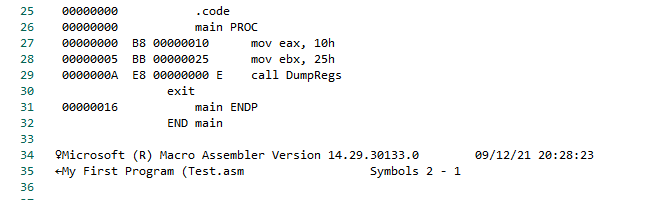 25 00000000 .code
26 00000000 main PROC
27 00000000 B8 00000010 mov eax, 10h
28 00000005 BB 00000025 mov ebx, 25h
29 0000000A E8 00000000 E call DumpRegs
30 exit
31 00000016 main ENDP
32 END main
33
34 ♀Microsoft (R) Macro Assembler Version 14.29.30133.0 09/12/21 20:28:23
35 ←My First Program (Test.asm Symbols 2 - 1
36